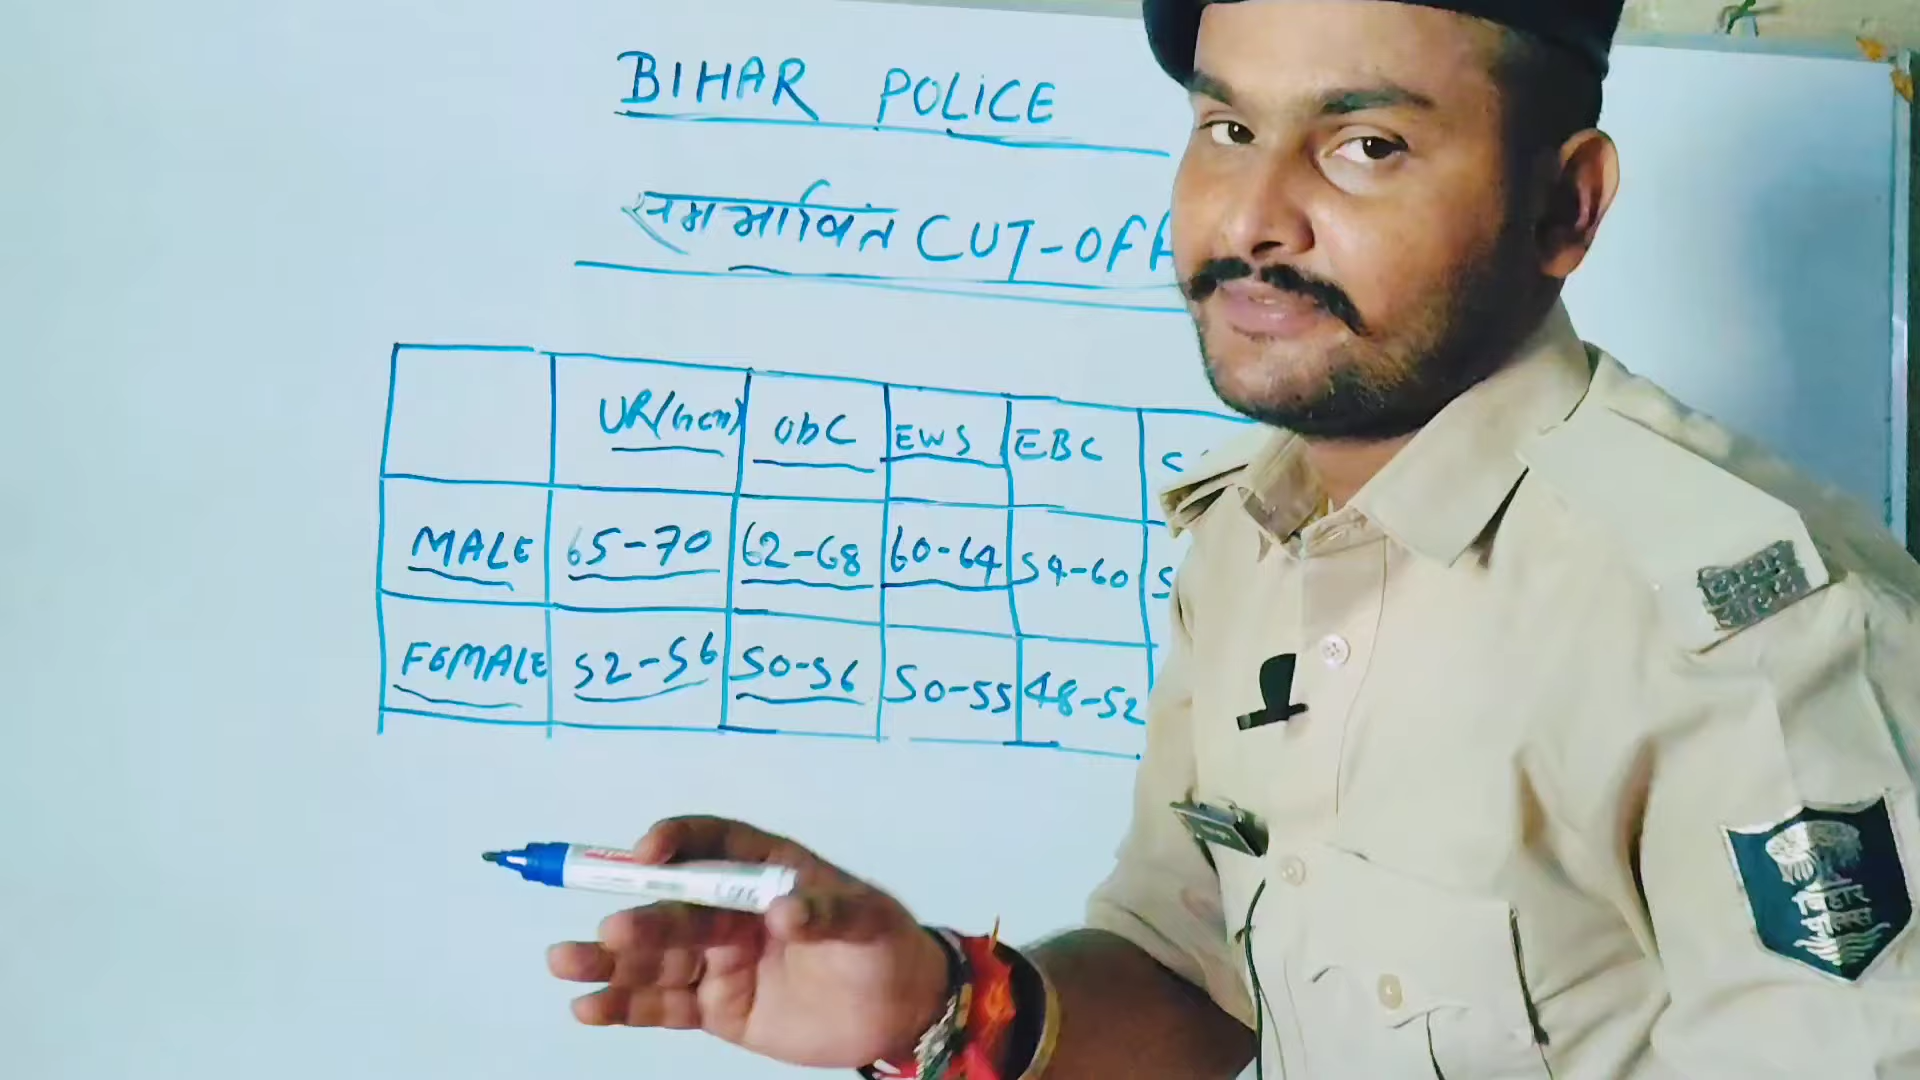 BIHAR POLICE
सम्भावित CUT-OFF
UR(Gen) OBC EWS EBC
MALE 65-70 62-68 60-64 54-60
FEMALE 52-56 50-56 50-55 48-52
बिहार
पुलिस